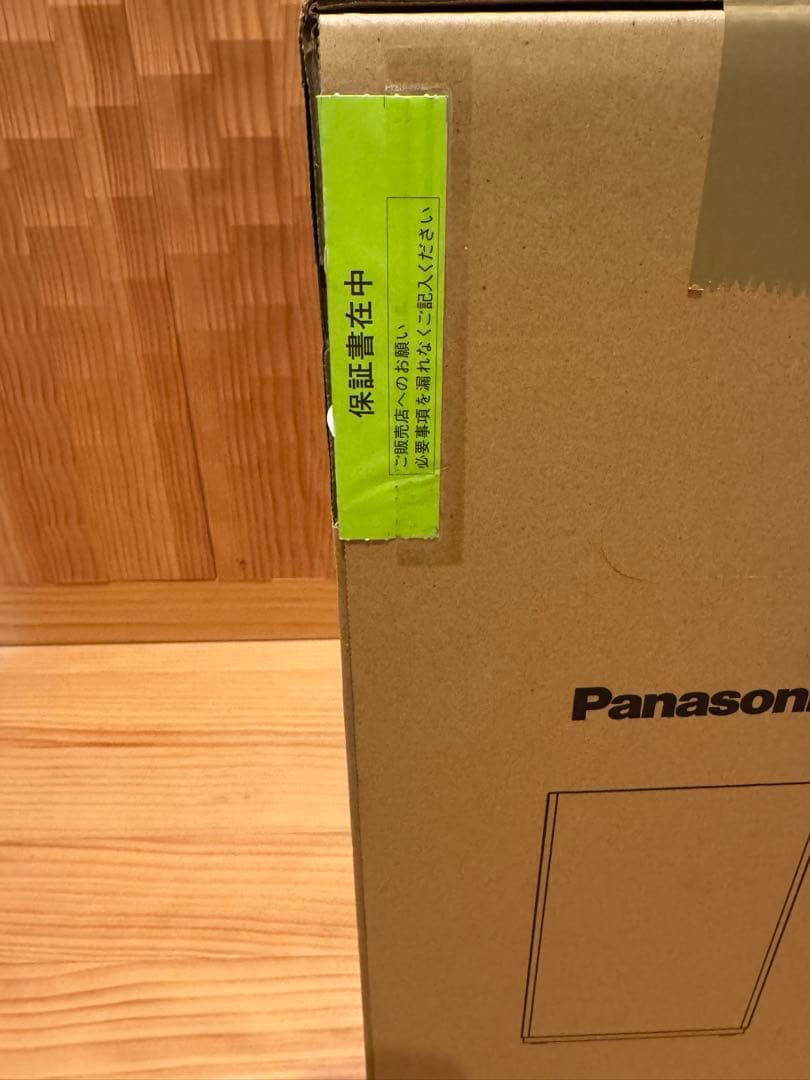 保証書在中
ご販売店へのお願い
必要事項を漏れなくご記入ください
Panasoni